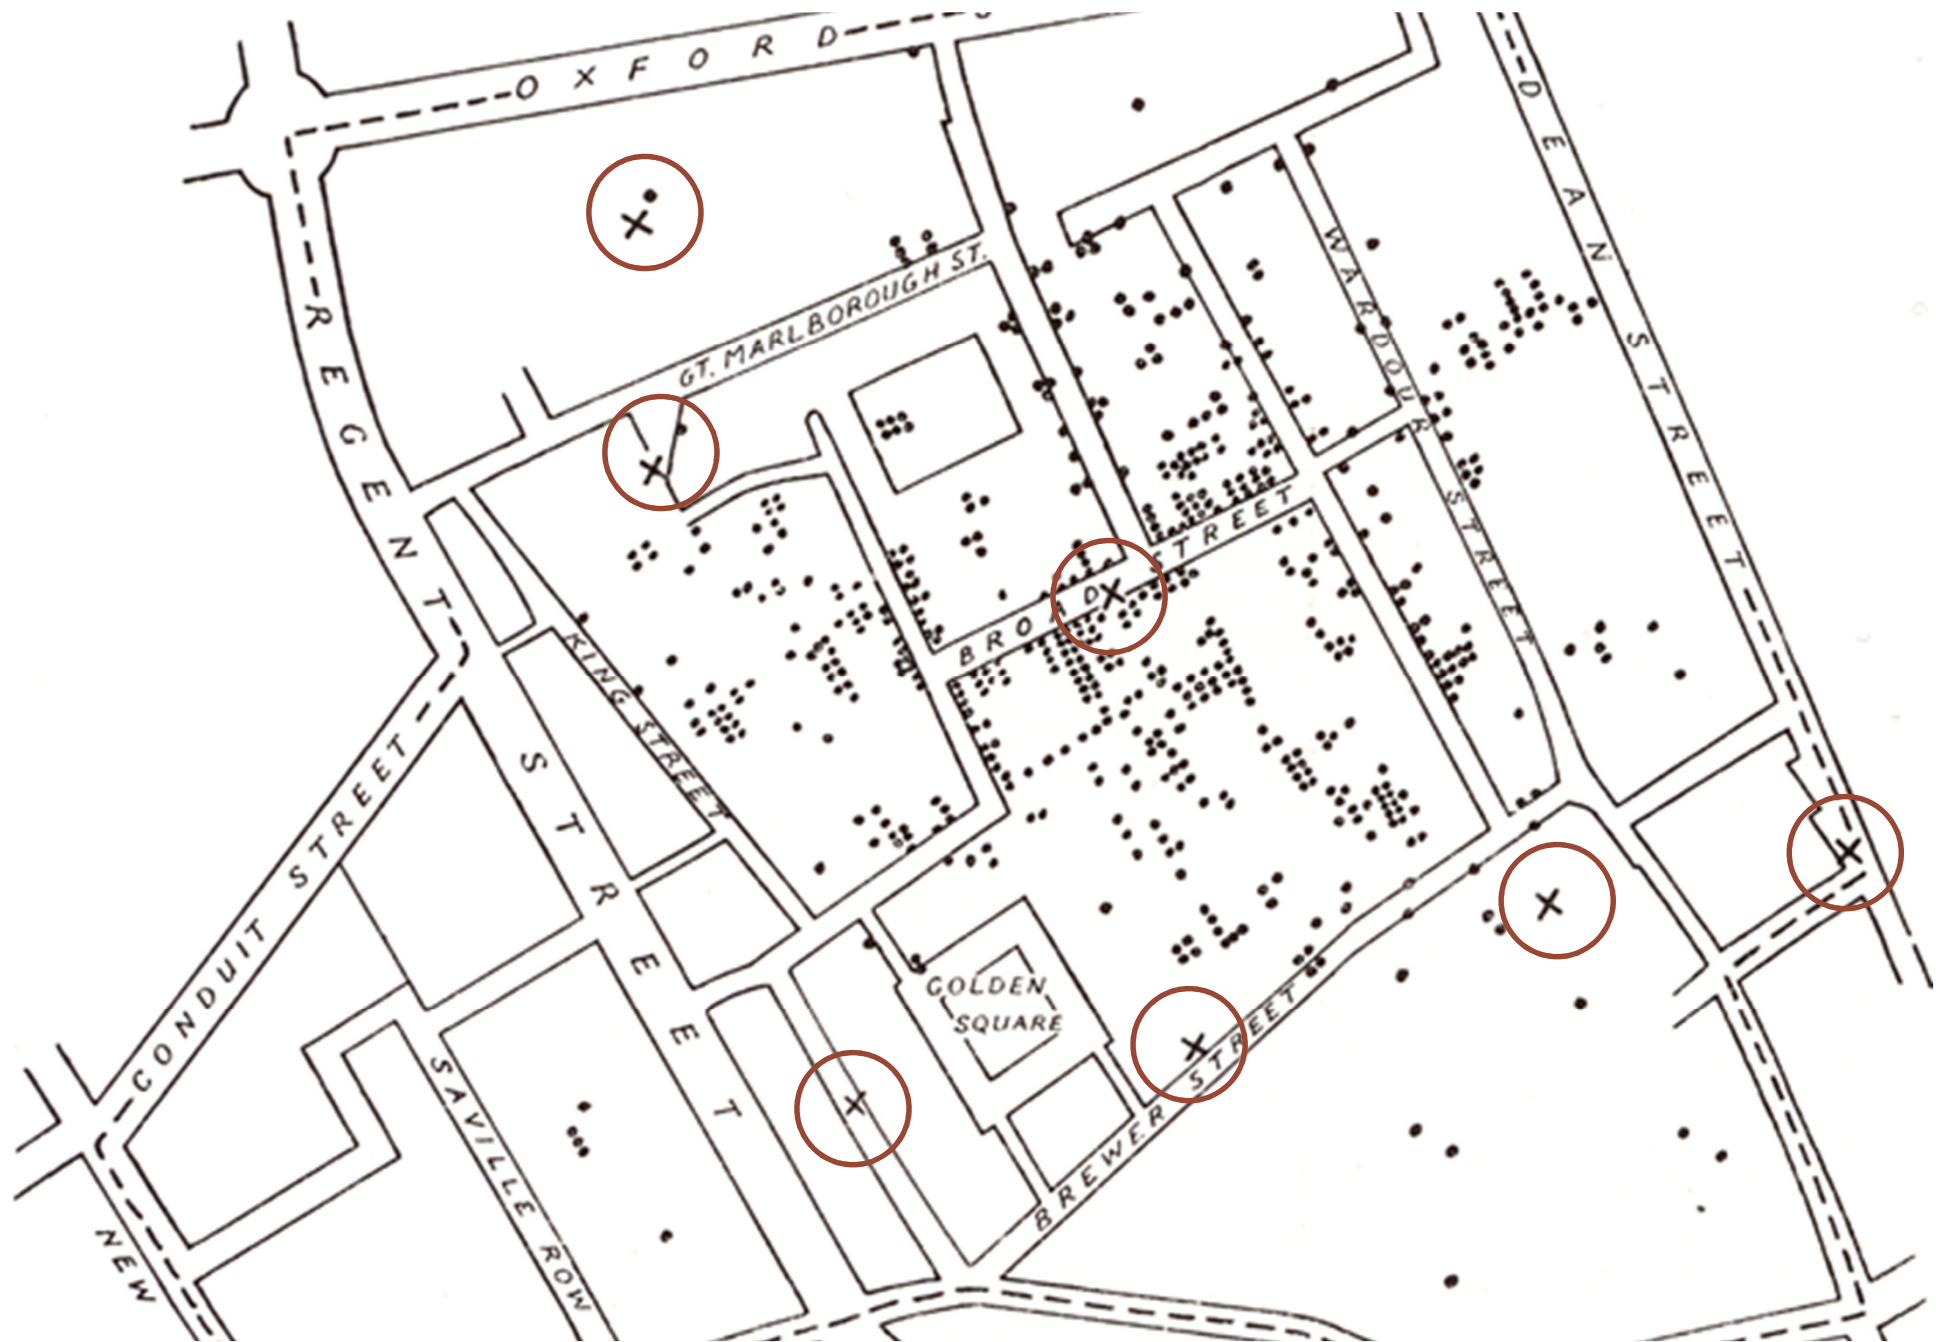 OXFORD
REGENT STREET
GT. MARLBOROUGH ST.
WARDOUR STREET
DEAN STREET
BROAD STREET
KING STREET
CONDUIT STREET
GOLDEN
SQUARE
BREWER STREET
SAVILLE ROW
NEW